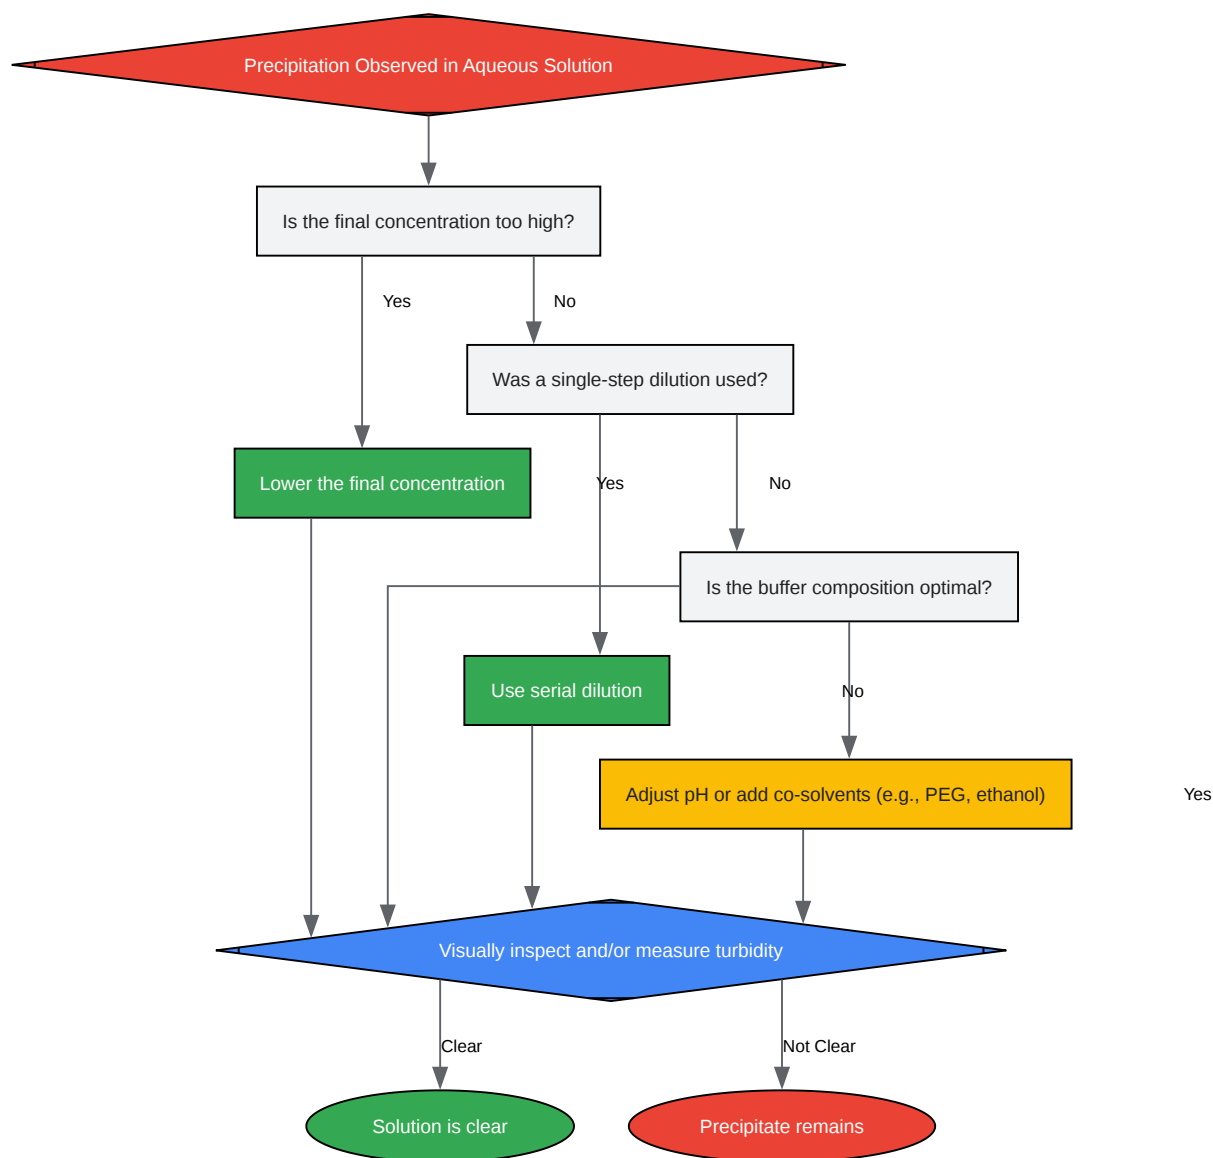 Precipitation Observed in Aqueous Solution
Is the final concentration too high?
Yes
No
Was a single-step dilution used?
Lower the final concentration
Yes
No
Is the buffer composition optimal?
Use serial dilution
No
Adjust pH or add co-solvents (e.g., PEG, ethanol)
Yes
Visually inspect and/or measure turbidity
Clear
Not Clear
Solution is clear
Precipitate remains